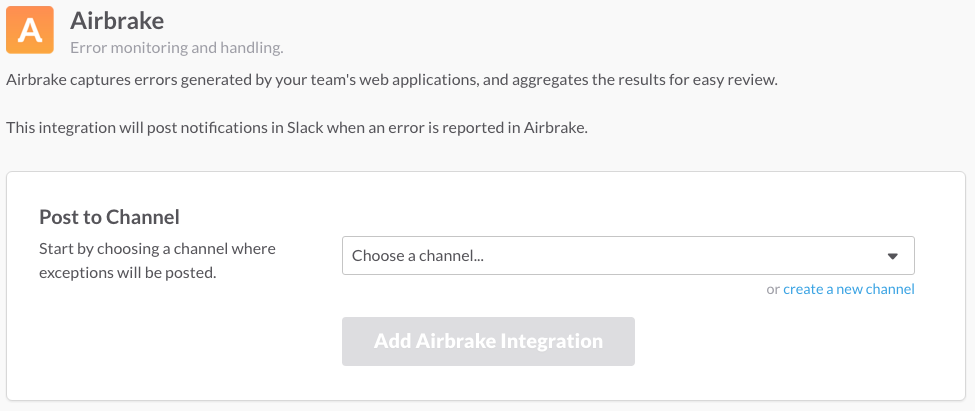 A
Airbrake
Error monitoring and handling.
Airbrake captures errors generated by your team's web applications, and aggregates the results for easy review.
This integration will post notifications in Slack when an error is reported in Airbrake.
Post to Channel
Start by choosing a channel where
exceptions will be posted.
Choose a channel...
or create a new channel
Add Airbrake Integration